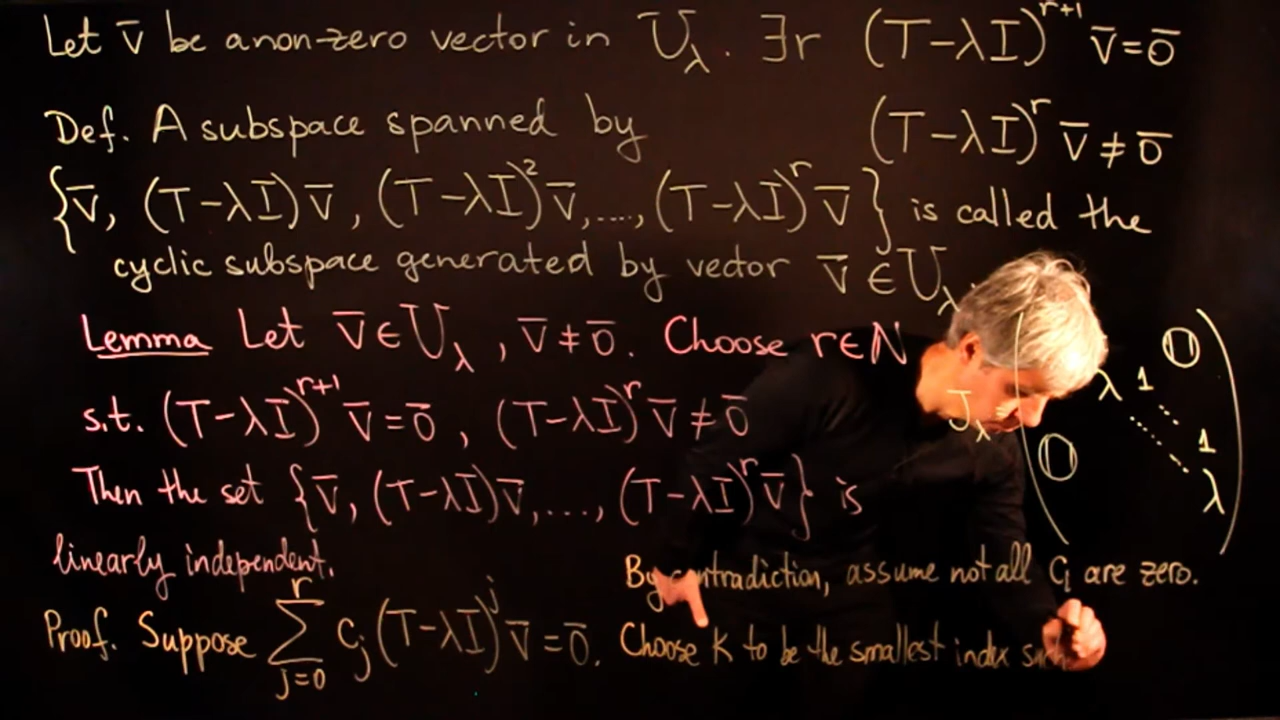 Let v̄ be a non-zero vector in U_λ. ∃r (T-λI)^{r+1} v̄ = 0̄
Def. A subspace spanned by (T-λI)^r v̄ ≠ 0̄
{v̄, (T-λI)v̄, (T-λI)²v̄, ...., (T-λI)^r v̄} is called the
cyclic subspace generated by vector v̄ ∈ U_λ
Lemma Let v̄ ∈ U_λ, v̄ ≠ 0̄. Choose r ∈ N
s.t. (T-λI)^{r+1} v̄ = 0̄, (T-λI)^r v̄ ≠ 0̄
Then the set {v̄, (T-λI)v̄, ..., (T-λI)^r v̄} is
linearly independent.
Proof. Suppose ∑_{j=0}^{r} c_j (T-λI)^j v̄ = 0̄.
By contradiction, assume not all c_j are zero.
Choose K to be the smallest index
J_λ
λ 1 0
0 1
λ